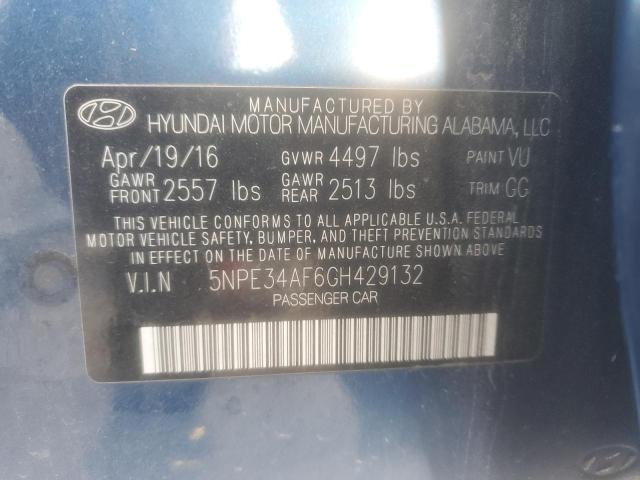 MANUFACTURED BY
HYUNDAI MOTOR MANUFACTURING ALABAMA, LLC
Apr/19/16 GVWR 4497 lbs PAINT VU
GAWR FRONT 2557 lbs GAWR REAR 2513 lbs TRIM GG
THIS VEHICLE CONFORMS TO ALL APPLICABLE U.S.A. FEDERAL
MOTOR VEHICLE SAFETY, BUMPER, AND THEFT PREVENTION STANDARDS
IN EFFECT ON THE DATE OF MANUFACTURE SHOWN ABOVE.
V.I.N 5NPE34AF6GH429132
PASSENGER CAR